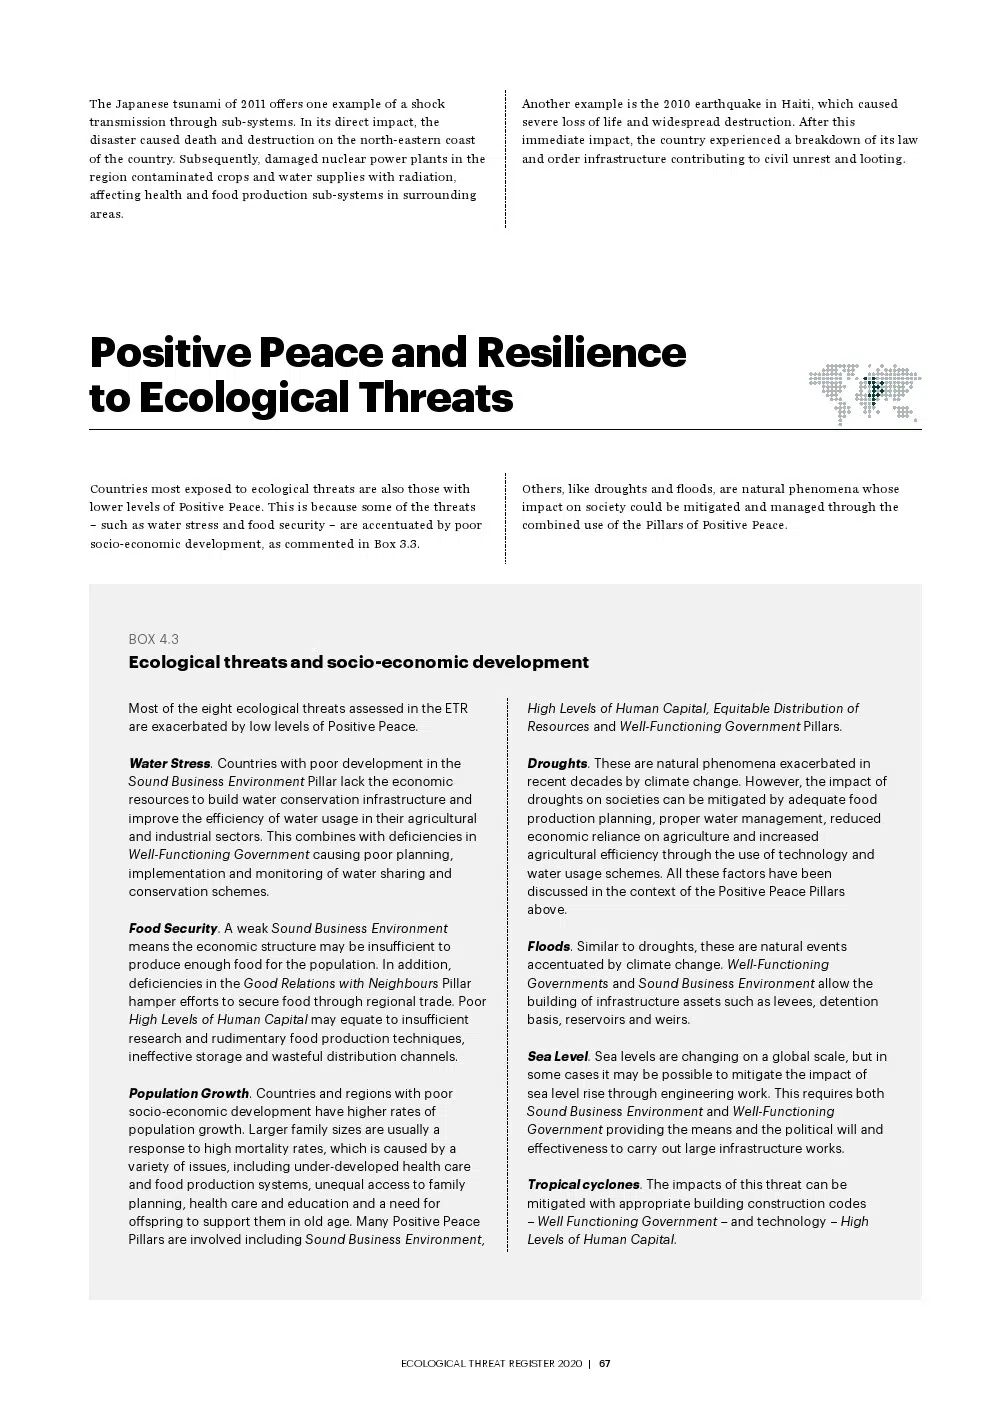 The Japanese tsunami of 2011 offers one example of a shock
transmission through sub-systems. In its direct impact, the
disaster caused death and destruction on the north-eastern coast
of the country. Subsequently, damaged nuclear power plants in the
region contaminated crops and water supplies with radiation,
affecting health and food production sub-systems in surrounding
areas.
Another example is the 2010 earthquake in Haiti, which caused
severe loss of life and widespread destruction. After this
immediate impact, the country experienced a breakdown of its law
and order infrastructure contributing to civil unrest and looting.
Positive Peace and Resilience
to Ecological Threats
Countries most exposed to ecological threats are also those with
lower levels of Positive Peace. This is because some of the threats
– such as water stress and food security – are accentuated by poor
socio-economic development, as commented in Box 3.3.
Others, like droughts and floods, are natural phenomena whose
impact on society could be mitigated and managed through the
combined use of the Pillars of Positive Peace.
BOX 4.3
Ecological threats and socio-economic development
Most of the eight ecological threats assessed in the ETR
are exacerbated by low levels of Positive Peace.
Water Stress. Countries with poor development in the
Sound Business Environment Pillar lack the economic
resources to build water conservation infrastructure and
improve the efficiency of water usage in their agricultural
and industrial sectors. This combines with deficiencies in
Well-Functioning Government causing poor planning,
implementation and monitoring of water sharing and
conservation schemes.
Food Security. A weak Sound Business Environment
means the economic structure may be insufficient to
produce enough food for the population. In addition,
deficiencies in the Good Relations with Neighbours Pillar
hamper efforts to secure food through regional trade. Poor
High Levels of Human Capital may equate to insufficient
research and rudimentary food production techniques,
ineffective storage and wasteful distribution channels.
Population Growth. Countries and regions with poor
socio-economic development have higher rates of
population growth. Larger family sizes are usually a
response to high mortality rates, which is caused by a
variety of issues, including under-developed health care
and food production systems, unequal access to family
planning, health care and education and a need for
offspring to support them in old age. Many Positive Peace
Pillars are involved including Sound Business Environment,
High Levels of Human Capital, Equitable Distribution of
Resources and Well-Functioning Government Pillars.
Droughts. These are natural phenomena exacerbated in
recent decades by climate change. However, the impact of
droughts on societies can be mitigated by adequate food
production planning, proper water management, reduced
economic reliance on agriculture and increased
agricultural efficiency through the use of technology and
water usage schemes. All these factors have been
discussed in the context of the Positive Peace Pillars
above.
Floods. Similar to droughts, these are natural events
accentuated by climate change. Well-Functioning
Governments and Sound Business Environment allow the
building of infrastructure assets such as levees, detention
basis, reservoirs and weirs.
Sea Level. Sea levels are changing on a global scale, but in
some cases it may be possible to mitigate the impact of
sea level rise through engineering work. This requires both
Sound Business Environment and Well-Functioning
Government providing the means and the political will and
effectiveness to carry out large infrastructure works.
Tropical cyclones. The impacts of this threat can be
mitigated with appropriate building construction codes
– Well Functioning Government – and technology – High
Levels of Human Capital.
ECOLOGICAL THREAT REGISTER 2020 | 67